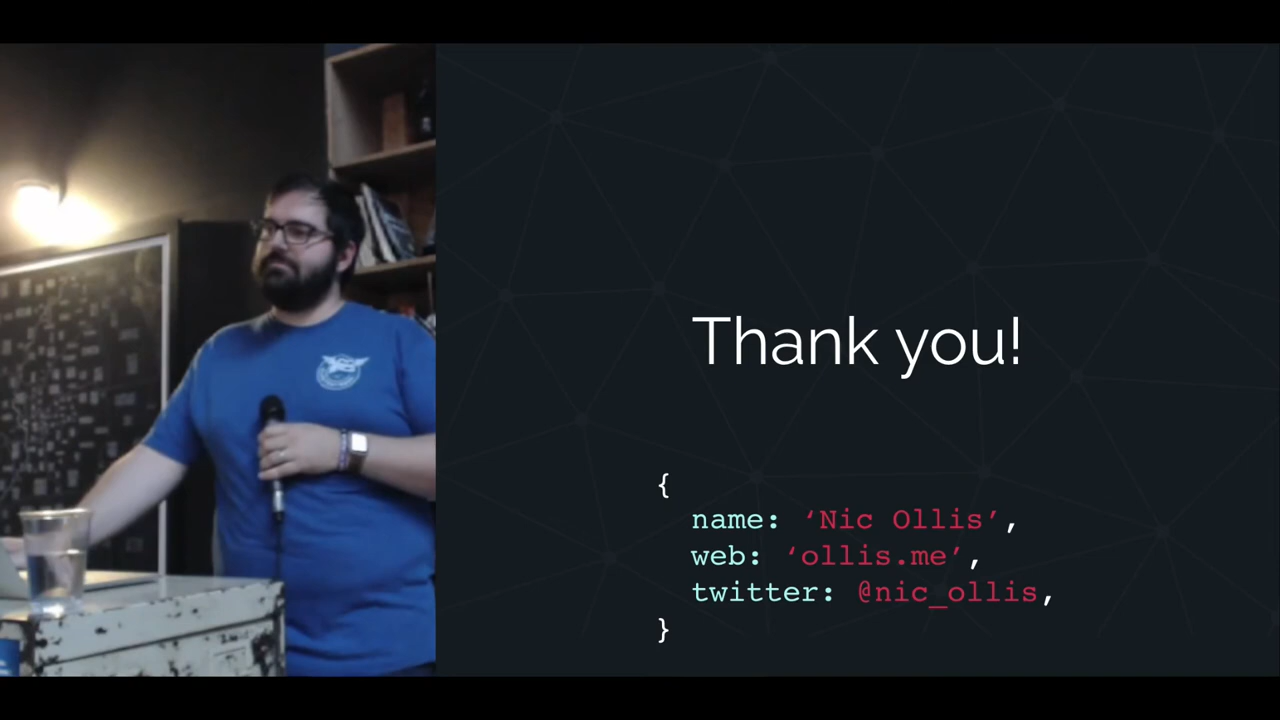 Thank you!
{
name: ‘Nic Ollis’,
web: ‘ollis.me’,
twitter: @nic_ollis,
}